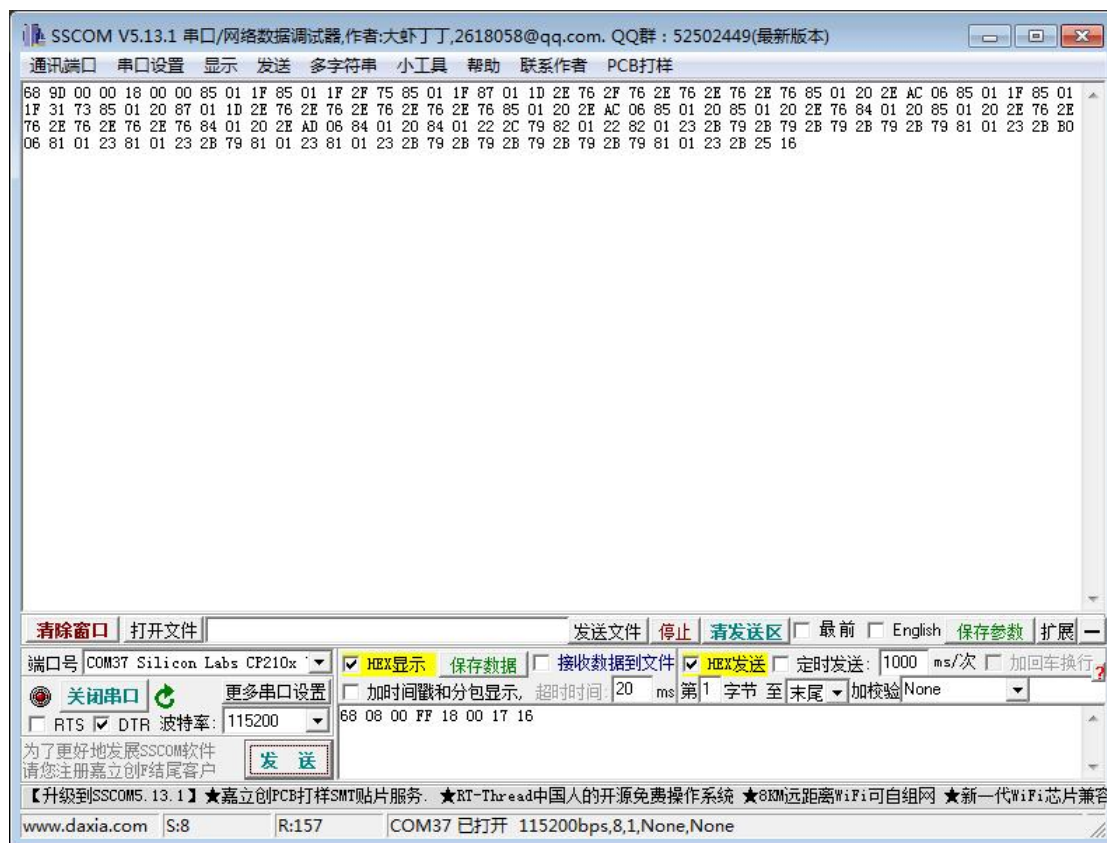 SSCOM V5.13.1 串口/网络数据调试器,作者:大虾丁丁,2618058@qq.com. QQ群：52502449(最新版本)
通讯端口 串口设置 显示 发送 多字符串 小工具 帮助 联系作者 PCB打样
68 9D 00 00 18 00 00 85 01 1F 85 01 1F 2F 75 85 01 1F 87 01 1D 2E 76 2F 76 2E 76 2E 76 2E 76 85 01 20 2E AC 06 85 01 1F 85 01
1F 31 73 85 01 20 87 01 1D 2E 76 2E 76 2E 76 2E 76 2E 76 85 01 20 2E AC 06 85 01 20 85 01 20 2E 76 84 01 20 85 01 20 2E 76 2E
76 2E 76 2E 76 2E 76 84 01 20 2E AD 06 84 01 20 84 01 22 2C 79 82 01 22 82 01 23 2B 79 2B 79 2B 79 2B 79 2B 79 81 01 23 2B B0
06 81 01 23 81 01 23 2B 79 81 01 23 81 01 23 2B 79 2B 79 2B 79 2B 79 2B 79 81 01 23 2B 25 16
清除窗口 打开文件 发送文件 停止 清发送区 最前 English 保存参数 扩展 —
端口号 COM37 Silicon Labs CP210x HEX显示 保存数据 接收数据到文件 HEX发送 定时发送: 1000 ms/次 加回车换行
关闭串口 更多串口设置 加时间戳和分包显示, 超时时间: 20 ms 第1 字节 至 末尾 加校验 None ?
RTS DTR 波特率: 115200 68 08 00 FF 18 00 17 16
为了更好地发展SSCOM软件
请您注册嘉立创F结尾客户 发 送
【升级到SSCOM5.13.1】★嘉立创PCB打样SMT贴片服务. ★RT-Thread中国人的开源免费操作系统 ★8KM远距离WiFi可自组网 ★新一代WiFi芯片兼容
www.daxia.com S:8 R:157 COM37 已打开 115200bps,8,1,None,None